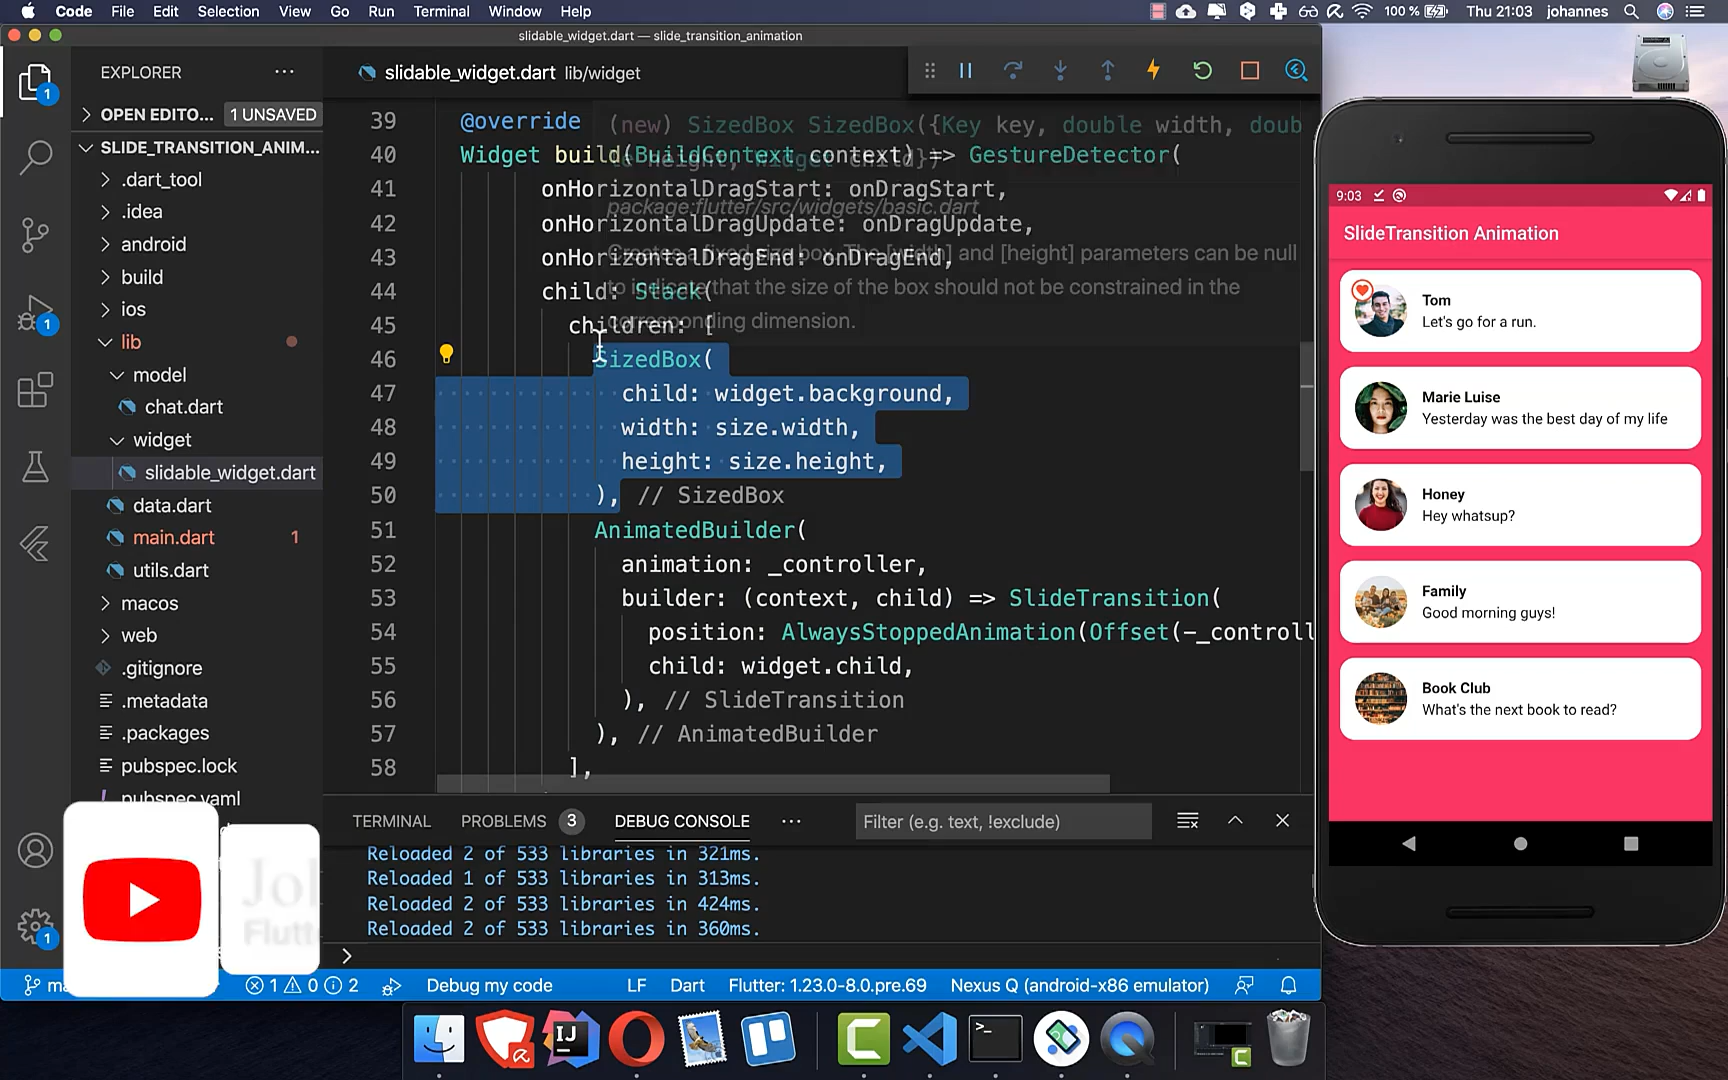 Code File Edit Selection View Go Run Terminal Window Help
100 % Thu 21:03 johannes
slidable_widget.dart — slide_transition_animation
EXPLORER
OPEN EDITO... 1 UNSAVED
SLIDE_TRANSITION_ANIM...
.dart_tool
.idea
android
build
ios
lib
model
chat.dart
widget
slidable_widget.dart
data.dart
main.dart 1
utils.dart
macos
web
.gitignore
.metadata
.packages
pubspec.lock
pubspec.yaml
1
1
1
slidable_widget.dart lib/widget
39 @override
40 Widget build(BuildContext context) => GestureDetector(
41 onHorizontalDragStart: onDragStart,
42 onHorizontalDragUpdate: onDragUpdate,
43 onHorizontalDragEnd: onDragEnd,
44 child: Stack(
45 children: [
46 SizedBox(
47 child: widget.background,
48 width: size.width,
49 height: size.height,
50 ), // SizedBox
51 AnimatedBuilder(
52 animation: _controller,
53 builder: (context, child) => SlideTransition(
54 position: AlwaysStoppedAnimation(Offset(-_controll
55 child: widget.child,
56 ), // SlideTransition
57 ), // AnimatedBuilder
58 ],
(new) SizedBox SizedBox({Key key, double width, doub
e height, Widget child})
package:flutter/src/widgets/basic.dart
Creates a fixed size box. The [width] and [height] parameters can be null
to indicate that the size of the box should not be constrained in the
corresponding dimension.
TERMINAL PROBLEMS 3 DEBUG CONSOLE Filter (e.g. text, !exclude)
Reloaded 2 of 533 libraries in 321ms.
Reloaded 1 of 533 libraries in 313ms.
Reloaded 2 of 533 libraries in 424ms.
Reloaded 2 of 533 libraries in 360ms.
Joh
Flutt
1 0 2 Debug my code LF Dart Flutter: 1.23.0-8.0.pre.69 Nexus Q (android-x86 emulator)
9:03
SlideTransition Animation
Tom
Let's go for a run.
Marie Luise
Yesterday was the best day of my life
Honey
Hey whatsup?
Family
Good morning guys!
Book Club
What's the next book to read?
IJ